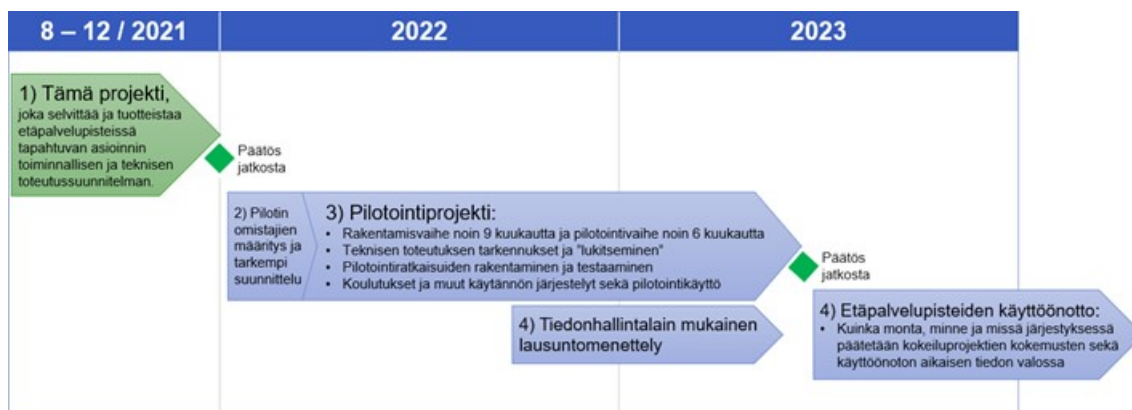 8 – 12 / 2021
2022
2023
1) Tämä projekti,
joka selvittää ja tuotteistaa
etäpalvelupisteissä
tapahtuvan asioinnin
toiminnallisen ja teknisen
toteutussuunnitelman.
Päätös
jatkosta
2) Pilotin
omistajien
määritys ja
tarkempi
suunnittelu
3) Pilotointiprojekti:
• Rakentamisvaihe noin 9 kuukautta ja pilotointivaihe noin 6 kuukautta
• Teknisen toteutuksen tarkennukset ja "lukitseminen"
• Pilotointiratkaisuiden rakentaminen ja testaaminen
• Koulutukset ja muut käytännön järjestelyt sekä pilotointikäyttö
Päätös
jatkosta
4) Tiedonhallintalain mukainen
lausuntomenettely
4) Etäpalvelupisteiden käyttöönotto:
• Kuinka monta, minne ja missä järjestyksessä
päätetään kokeiluprojektien kokemusten sekä
käyttöönoton aikaisen tiedon valossa